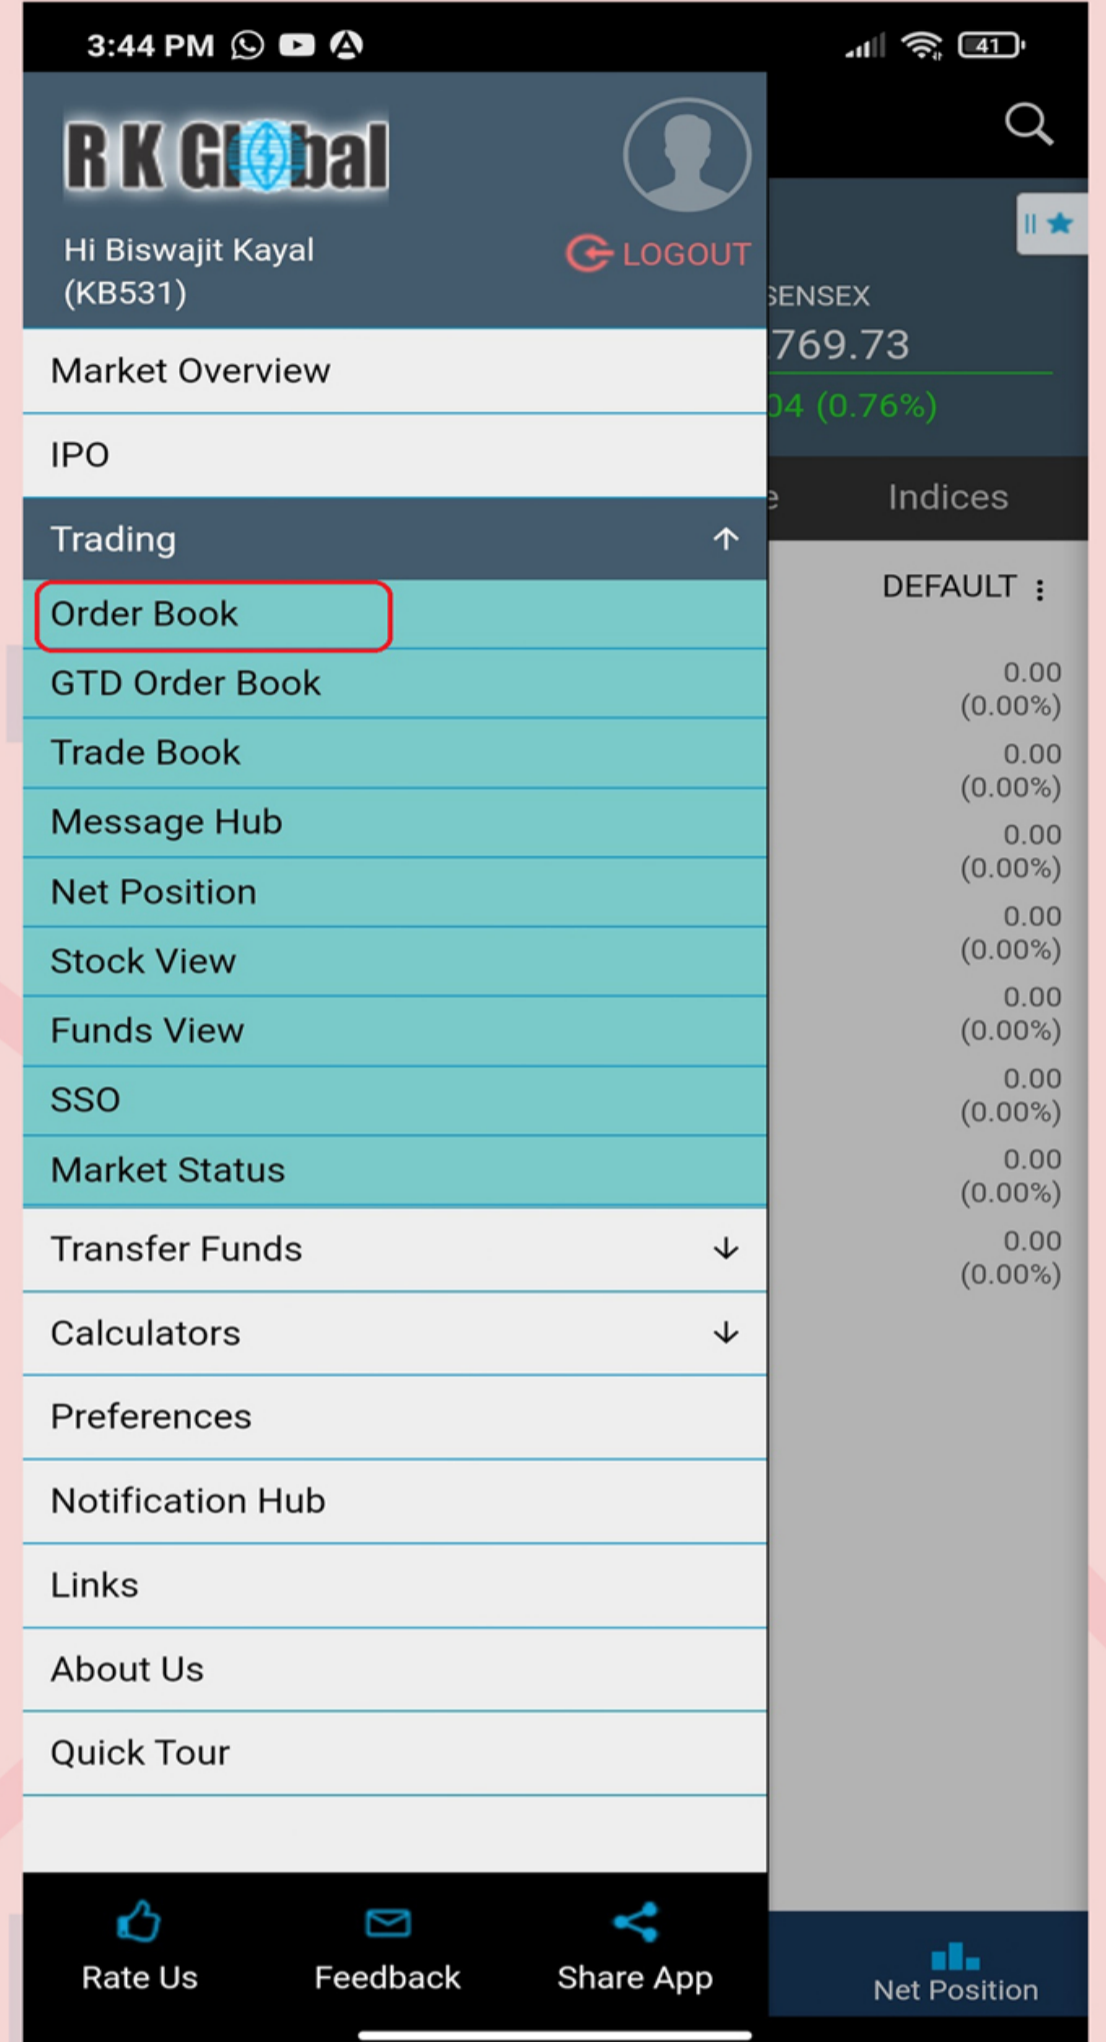 3:44 PM
41
R K Global
Hi Biswajit Kayal
(KB531)
LOGOUT
Market Overview
IPO
Trading
Order Book
GTD Order Book
Trade Book
Message Hub
Net Position
Stock View
Funds View
SSO
Market Status
Transfer Funds
Calculators
Preferences
Notification Hub
Links
About Us
Quick Tour
Rate Us
Feedback
Share App
SENSEX
769.73
04 (0.76%)
e
Indices
DEFAULT
0.00
(0.00%)
0.00
(0.00%)
0.00
(0.00%)
0.00
(0.00%)
0.00
(0.00%)
0.00
(0.00%)
0.00
(0.00%)
0.00
(0.00%)
Net Position